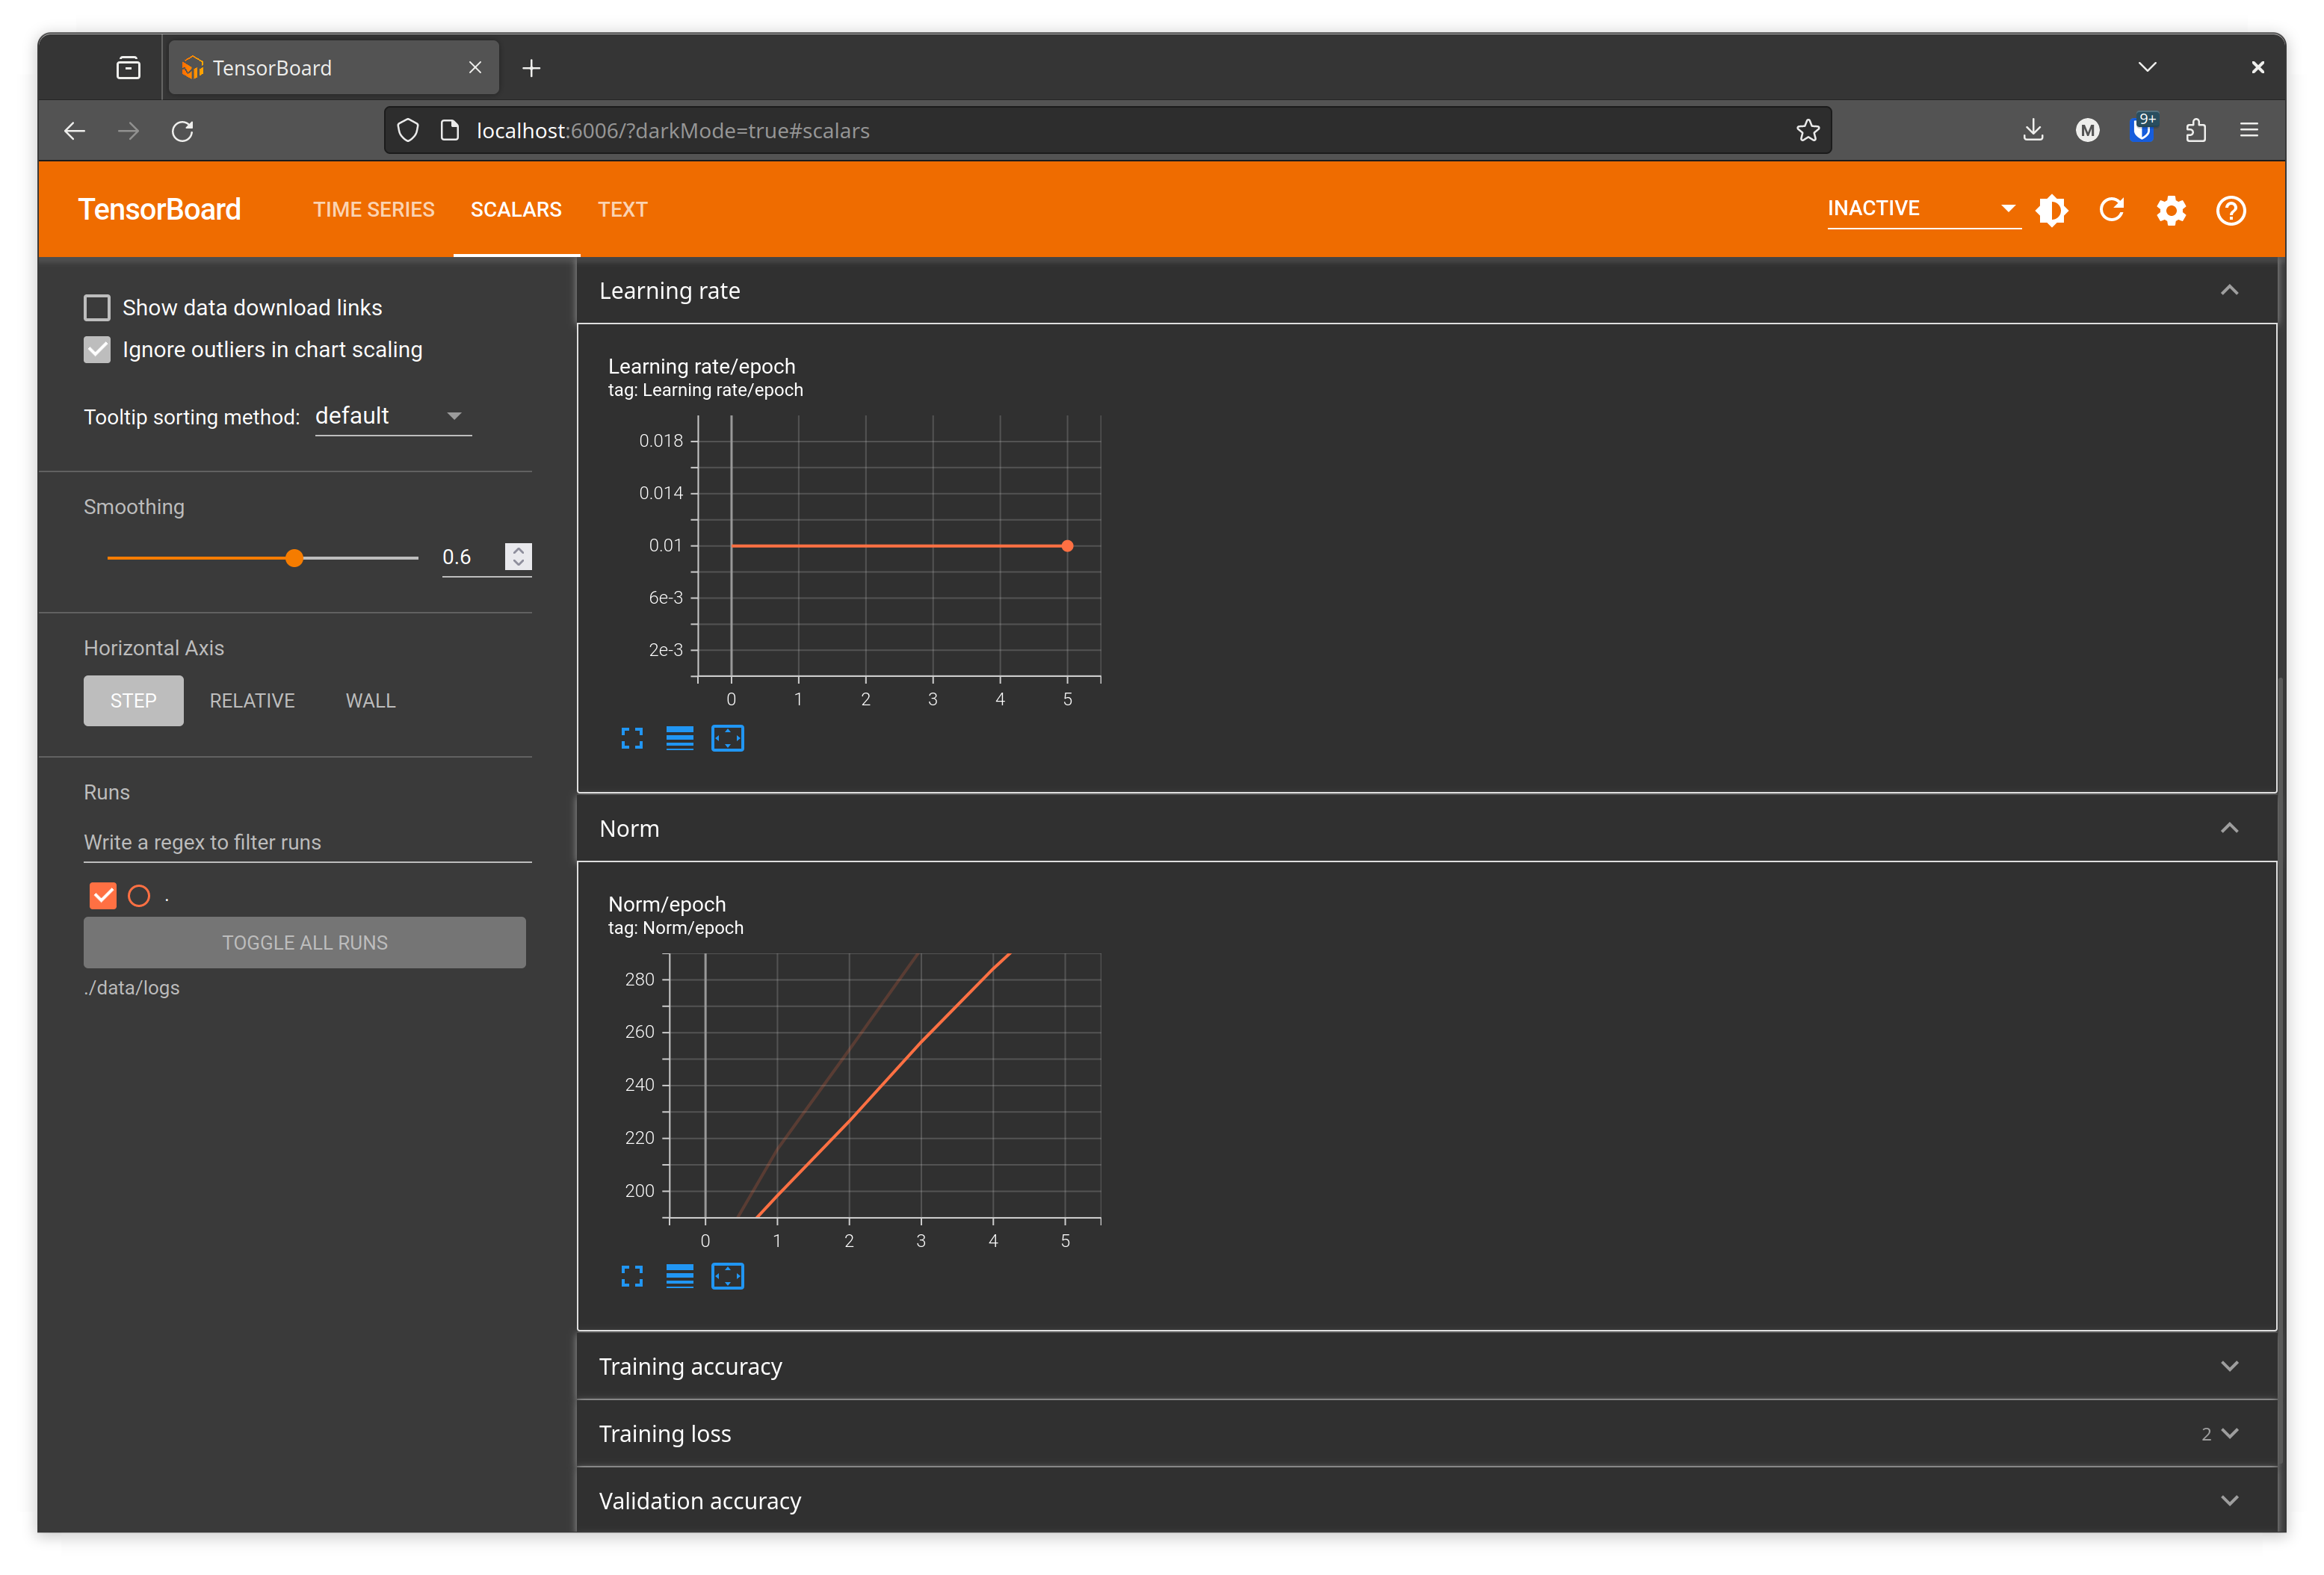 TensorBoard
localhost:6006/?darkMode=true#scalars
M
9+
TensorBoard
TIME SERIES
SCALARS
TEXT
INACTIVE
Show data download links
Ignore outliers in chart scaling
Tooltip sorting method: default
Smoothing
0.6
Horizontal Axis
STEP
RELATIVE
WALL
Runs
Write a regex to filter runs
.
TOGGLE ALL RUNS
./data/logs
Learning rate
Learning rate/epoch
tag: Learning rate/epoch
0.018
0.014
0.01
6e-3
2e-3
0 1 2 3 4 5
Norm
Norm/epoch
tag: Norm/epoch
280
260
240
220
200
0 1 2 3 4 5
Training accuracy
Training loss
2
Validation accuracy